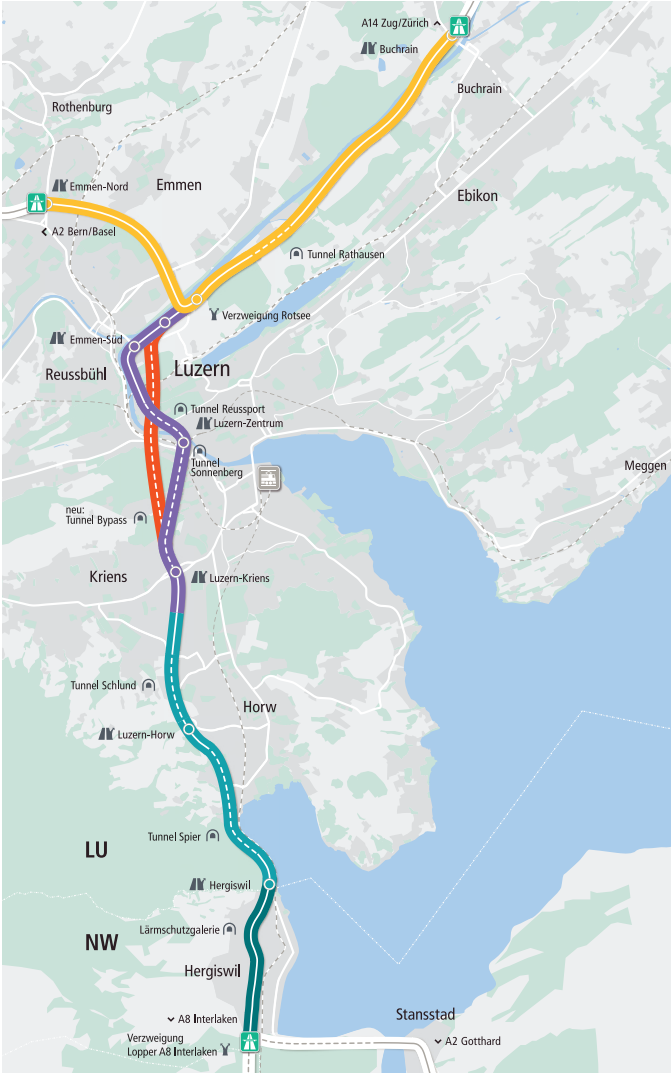 A14 Zug/Zürich
Buchrain
Buchrain
Rothenburg
Emmen-Nord
Emmen
Ebikon
A2 Bern/Basel
Tunnel Rathausen
Verzweigung Rotsee
Emmen-Süd
Reussbühl
Luzern
Tunnel Reussport
Luzern-Zentrum
Tunnel
Sonnenberg
Meggen
neu:
Tunnel Bypass
Kriens
Luzern-Kriens
Tunnel Schlund
Horw
Luzern-Horw
Tunnel Spier
LU
Hergiswil
Lärmschutzgalerie
NW
Hergiswil
Stansstad
A8 Interlaken
Verzweigung
Lopper A8 Interlaken
A2 Gotthard